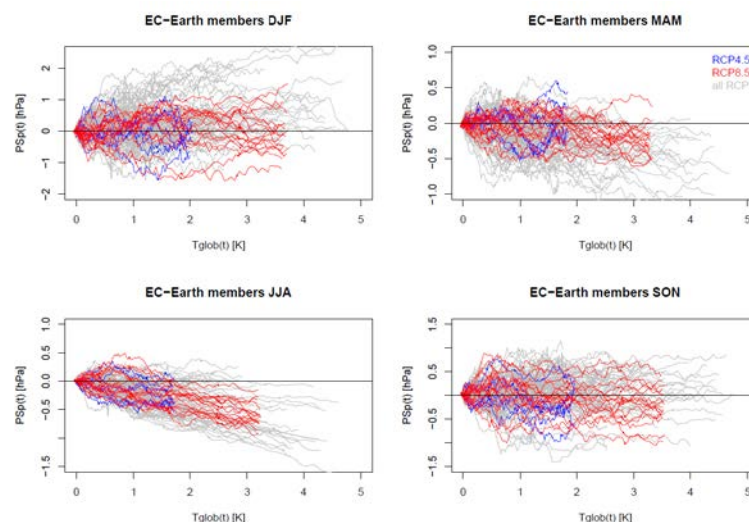 EC−Earth members DJF
PSp(t) [hPa]
2
1
0
−1
−2
0 1 2 3 4 5
Tglob(t) [K]
EC−Earth members MAM
RCP4.5
RCP8.5
all RCP
PSp(t) [hPa]
1.0
0.5
0.0
−0.5
−1.0
0 1 2 3 4 5
Tglob(t) [K]
EC−Earth members JJA
PSp(t) [hPa]
1.0
0.5
0.0
−0.5
−1.5
0 1 2 3 4 5
Tglob(t) [K]
EC−Earth members SON
PSp(t) [hPa]
1.5
0.5
−0.5
−1.5
0 1 2 3 4 5
Tglob(t) [K]